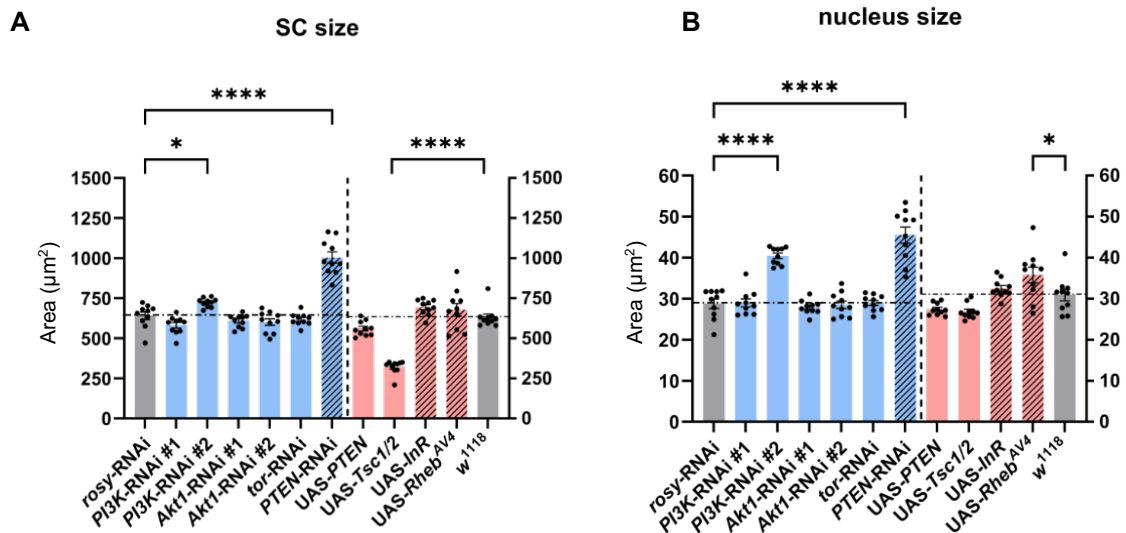 A
SC size
****
*
****
Area (μm²)
1500
1250
1000
750
500
250
0
1500
1250
1000
750
500
250
0
rosy-RNAi
PI3K-RNAi #1
PI3K-RNAi #2
Akt1-RNAi #1
Akt1-RNAi #2
tor-RNAi
PTEN-RNAi
UAS-PTEN
UAS-Tsc1/2
UAS-InR
UAS-Rheb^AV4
w^1118
B
nucleus size
****
****
*
Area (μm²)
60
50
40
30
20
10
0
60
50
40
30
20
10
0
rosy-RNAi
PI3K-RNAi #1
PI3K-RNAi #2
Akt1-RNAi #1
Akt1-RNAi #2
tor-RNAi
PTEN-RNAi
UAS-PTEN
UAS-Tsc1/2
UAS-InR
UAS-Rheb^AV4
w^1118